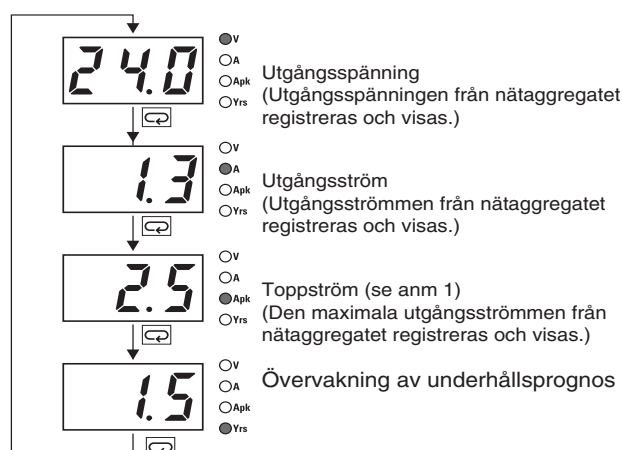 24.0
V
A
Apk
Yrs
Utgångsspänning
(Utgångsspänningen från nätaggregatet
registreras och visas.)
1.3
V
A
Apk
Yrs
Utgångsström
(Utgångsströmmen från nätaggregatet
registreras och visas.)
2.5
V
A
Apk
Yrs
Toppström (se anm 1)
(Den maximala utgångsströmmen från
nätaggregatet registreras och visas.)
1.5
V
A
Apk
Yrs
Övervakning av underhållsprognos